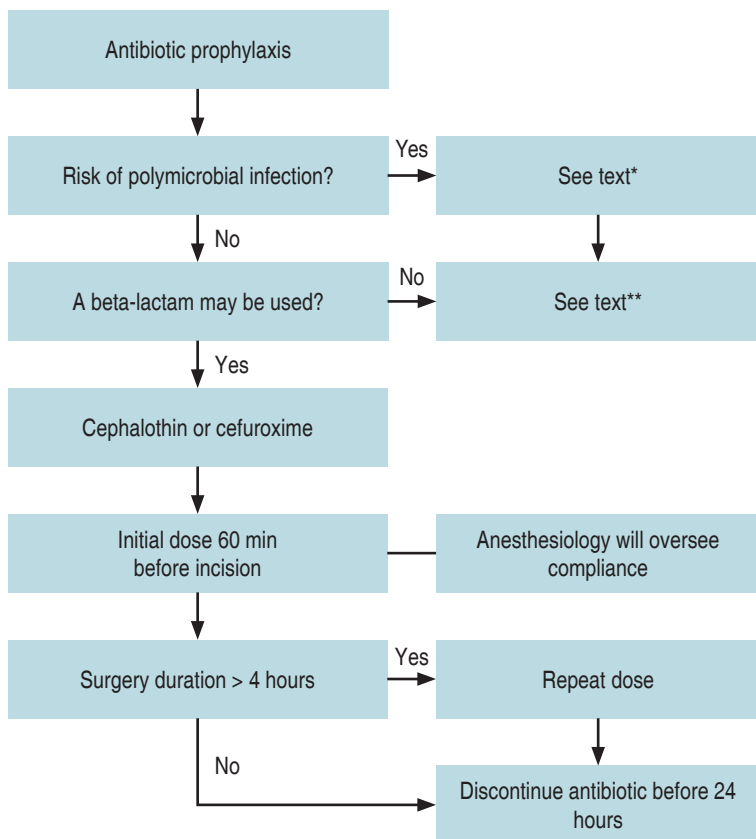 Antibiotic prophylaxis
Risk of polymicrobial infection?
Yes
See text*
No
A beta-lactam may be used?
No
See text**
Yes
Cephalothin or cefuroxime
Initial dose 60 min
before incision
Anesthesiology will oversee
compliance
Surgery duration > 4 hours
Yes
Repeat dose
No
Discontinue antibiotic before 24
hours